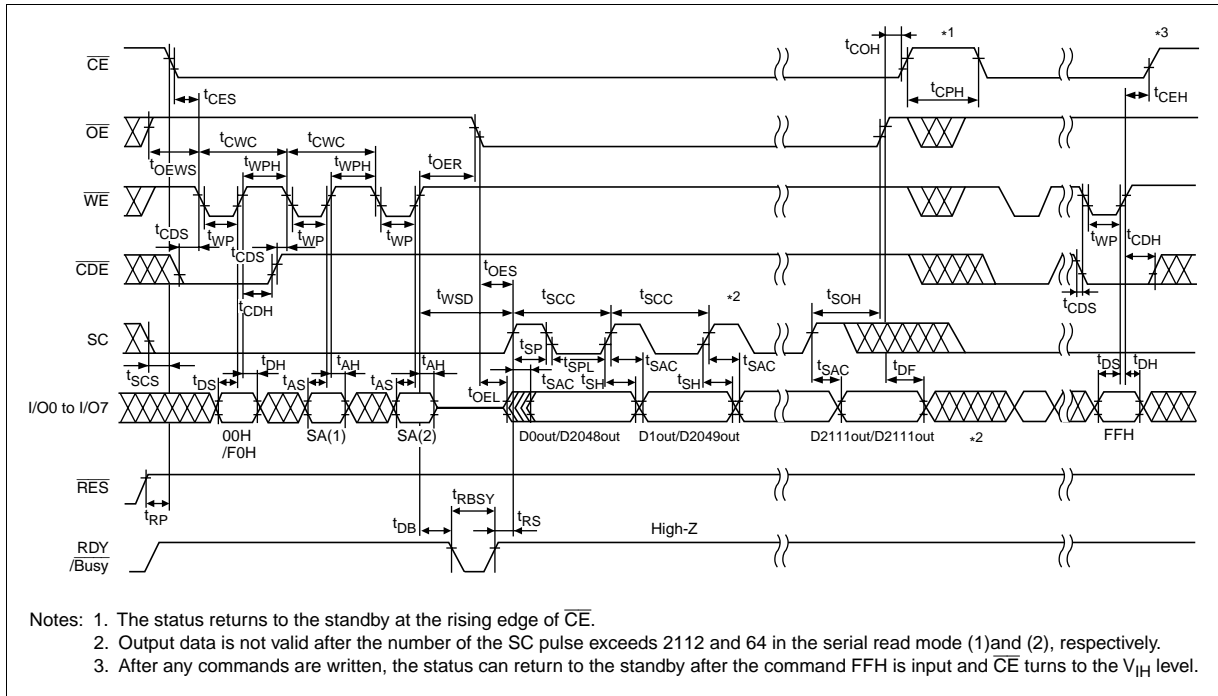 tCOH *1 *3
CE
tCES tCPH tCEH
OE
tCWC tCWC
tOEWS tWPH tWPH tOER
WE
tCDS tWP tCDS tWP tWP tWP tCDH
CDE
tOES
tCDH tWSD tSCC tSCC *2 tSOH tCDS
SC
tSP tSPL tSAC tSAC
tSCS tDS tDH tAS tAH tAS tAH tOEL tSAC tSH tSH tSAC tDF tDS tDH
I/O0 to I/O7
00H /F0H SA(1) SA(2) D0out/D2048out D1out/D2049out D2111out/D2111out *2 FFH
RES
tRP tDB tRBSY tRS
High-Z
RDY
/Busy
Notes: 1. The status returns to the standby at the rising edge of CE.
2. Output data is not valid after the number of the SC pulse exceeds 2112 and 64 in the serial read mode (1)and (2), respectively.
3. After any commands are written, the status can return to the standby after the command FFH is input and CE turns to the VIH level.